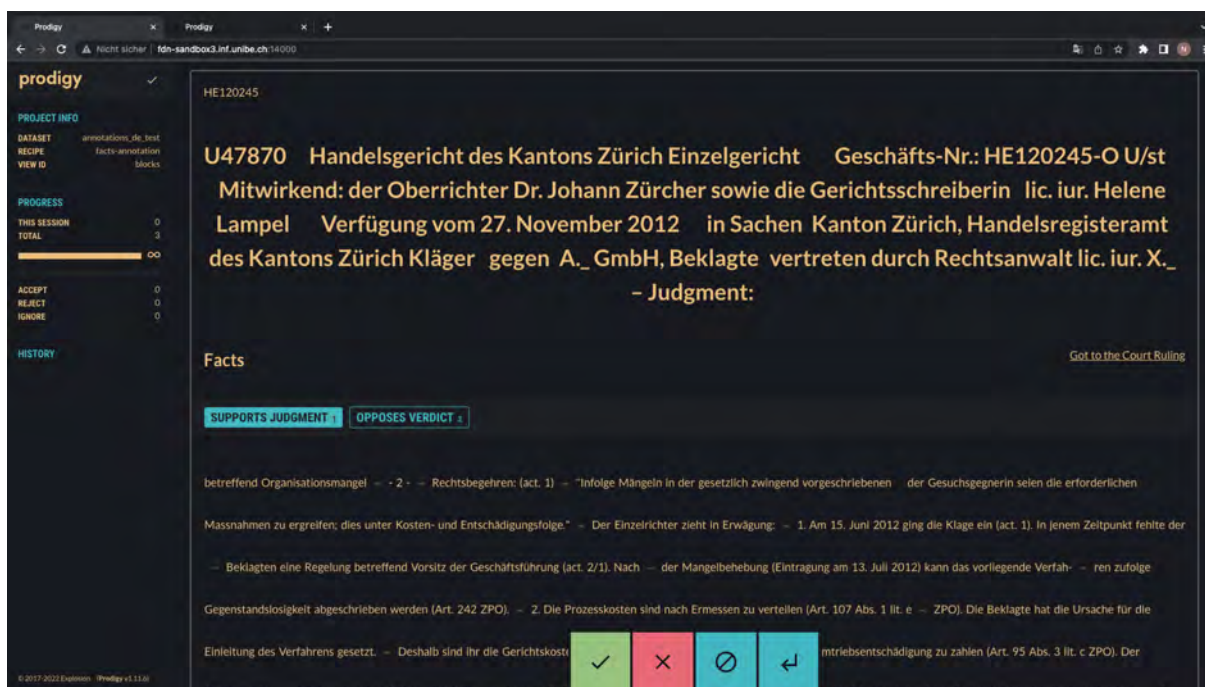 Prodigy × Prodigy × +
Nicht sicher | fdn-sandbox3.inf.unibe.ch:14000
prodigy
PROJECT INFO
DATASET annotations_de_test
RECIPE facts-annotation
VIEW ID blocks
PROGRESS
THIS SESSION 0
TOTAL 3
∞
ACCEPT 0
REJECT 0
IGNORE 0
HISTORY
© 2017-2022 Explosion (Prodigy v1.11.6)
HE120245
U47870 Handelsgericht des Kantons Zürich Einzelgericht Geschäfts-Nr.: HE120245-O U/st
Mitwirkend: der Oberrichter Dr. Johann Zürcher sowie die Gerichtsschreiberin lic. iur. Helene
Lampel Verfügung vom 27. November 2012 in Sachen Kanton Zürich, Handelsregisteramt
des Kantons Zürich Kläger gegen A._ GmbH, Beklagte vertreten durch Rechtsanwalt lic. iur. X._
– Judgment:
Facts
Got to the Court Ruling
SUPPORTS JUDGMENT 1 OPPOSES VERDICT 2
betreffend Organisationsmangel – - 2 - – Rechtsbegehren: (act. 1) – "Infolge Mängeln in der gesetzlich zwingend vorgeschriebenen der Gesuchsgegnerin seien die erforderlichen
Massnahmen zu ergreifen; dies unter Kosten- und Entschädigungsfolge." – Der Einzelrichter zieht in Erwägung: – 1. Am 15. Juni 2012 ging die Klage ein (act. 1). In jenem Zeitpunkt fehlte der
– Beklagten eine Regelung betreffend Vorsitz der Geschäftsführung (act. 2/1). Nach – der Mangelbehebung (Eintragung am 13. Juli 2012) kann das vorliegende Verfah- – ren zufolge
Gegenstandslosigkeit abgeschrieben werden (Art. 242 ZPO). – 2. Die Prozesskosten sind nach Ermessen zu verteilen (Art. 107 Abs. 1 lit. e – ZPO). Die Beklagte hat die Ursache für die
Einleitung des Verfahrens gesetzt. – Deshalb sind ihr die Gerichtskoste mtriebsentschädigung zu zahlen (Art. 95 Abs. 3 lit. c ZPO). Der